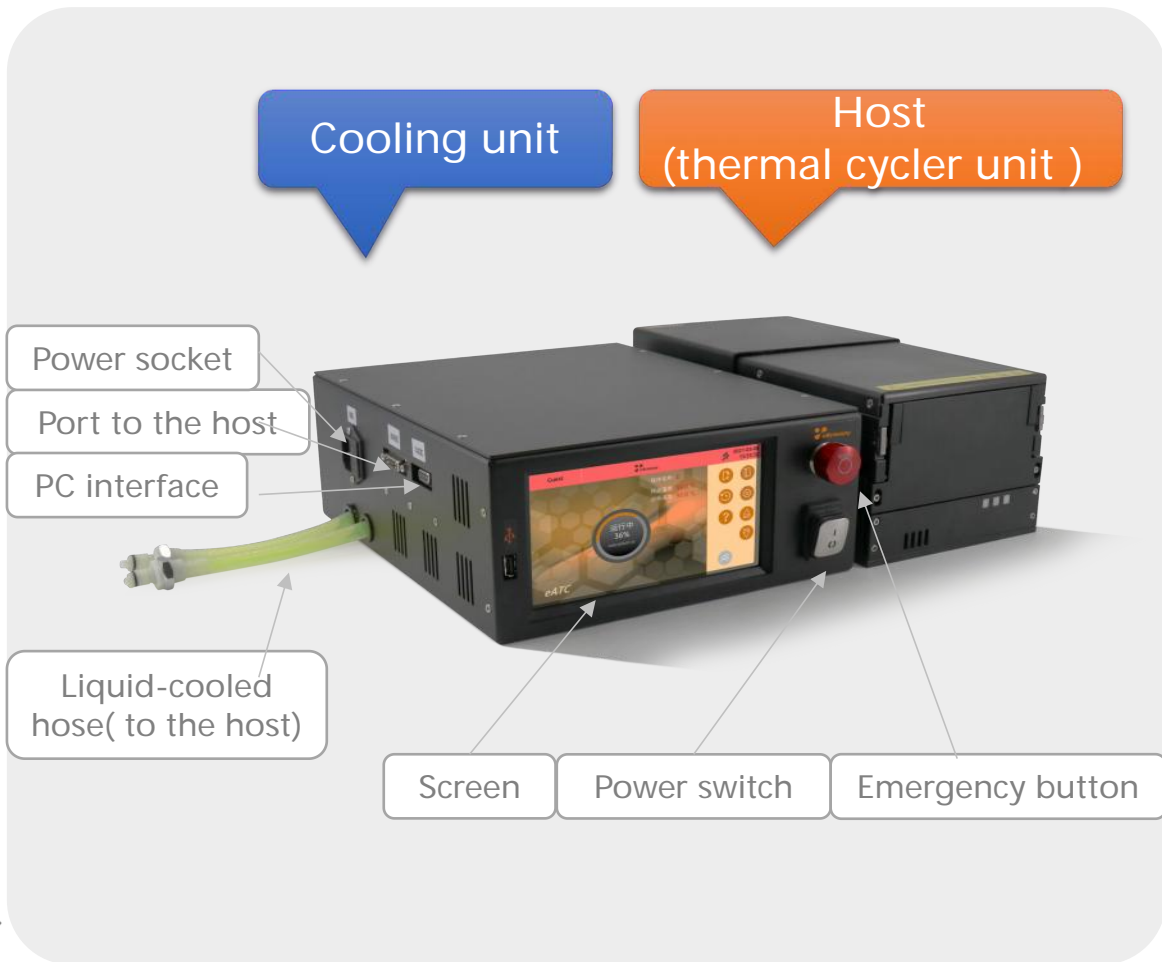 Cooling unit
Host
(thermal cycler unit )
Power socket
Port to the host
PC interface
Guest
运行中
36%
eATC
Liquid-cooled
hose( to the host)
Screen
Power switch
Emergency button